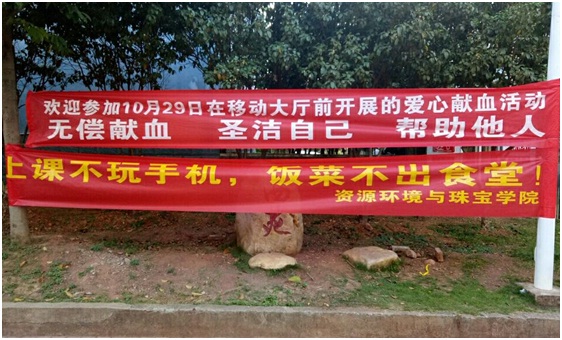 欢迎参加10月29日在移动大厅前开展的爱心献血活动
无偿献血 圣洁自己 帮助他人
上课不玩手机，饭菜不出食堂！
资源环境与珠宝学院
苑